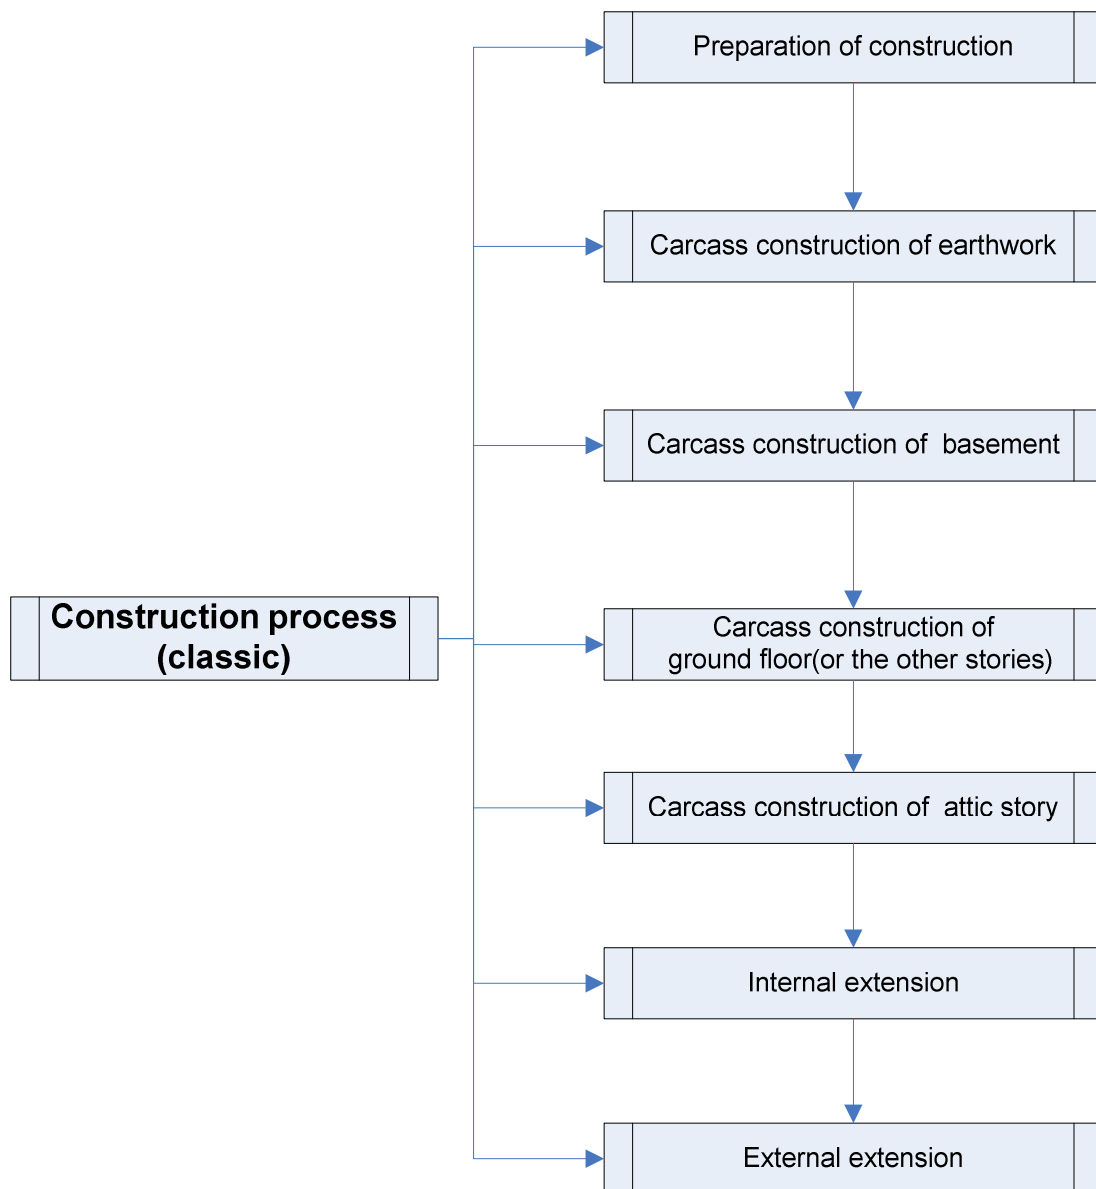 Preparation of construction
Carcass construction of earthwork
Carcass construction of  basement
Construction process
(classic)
Carcass construction of
ground floor(or the other stories)
Carcass construction of  attic story
Internal extension
External extension